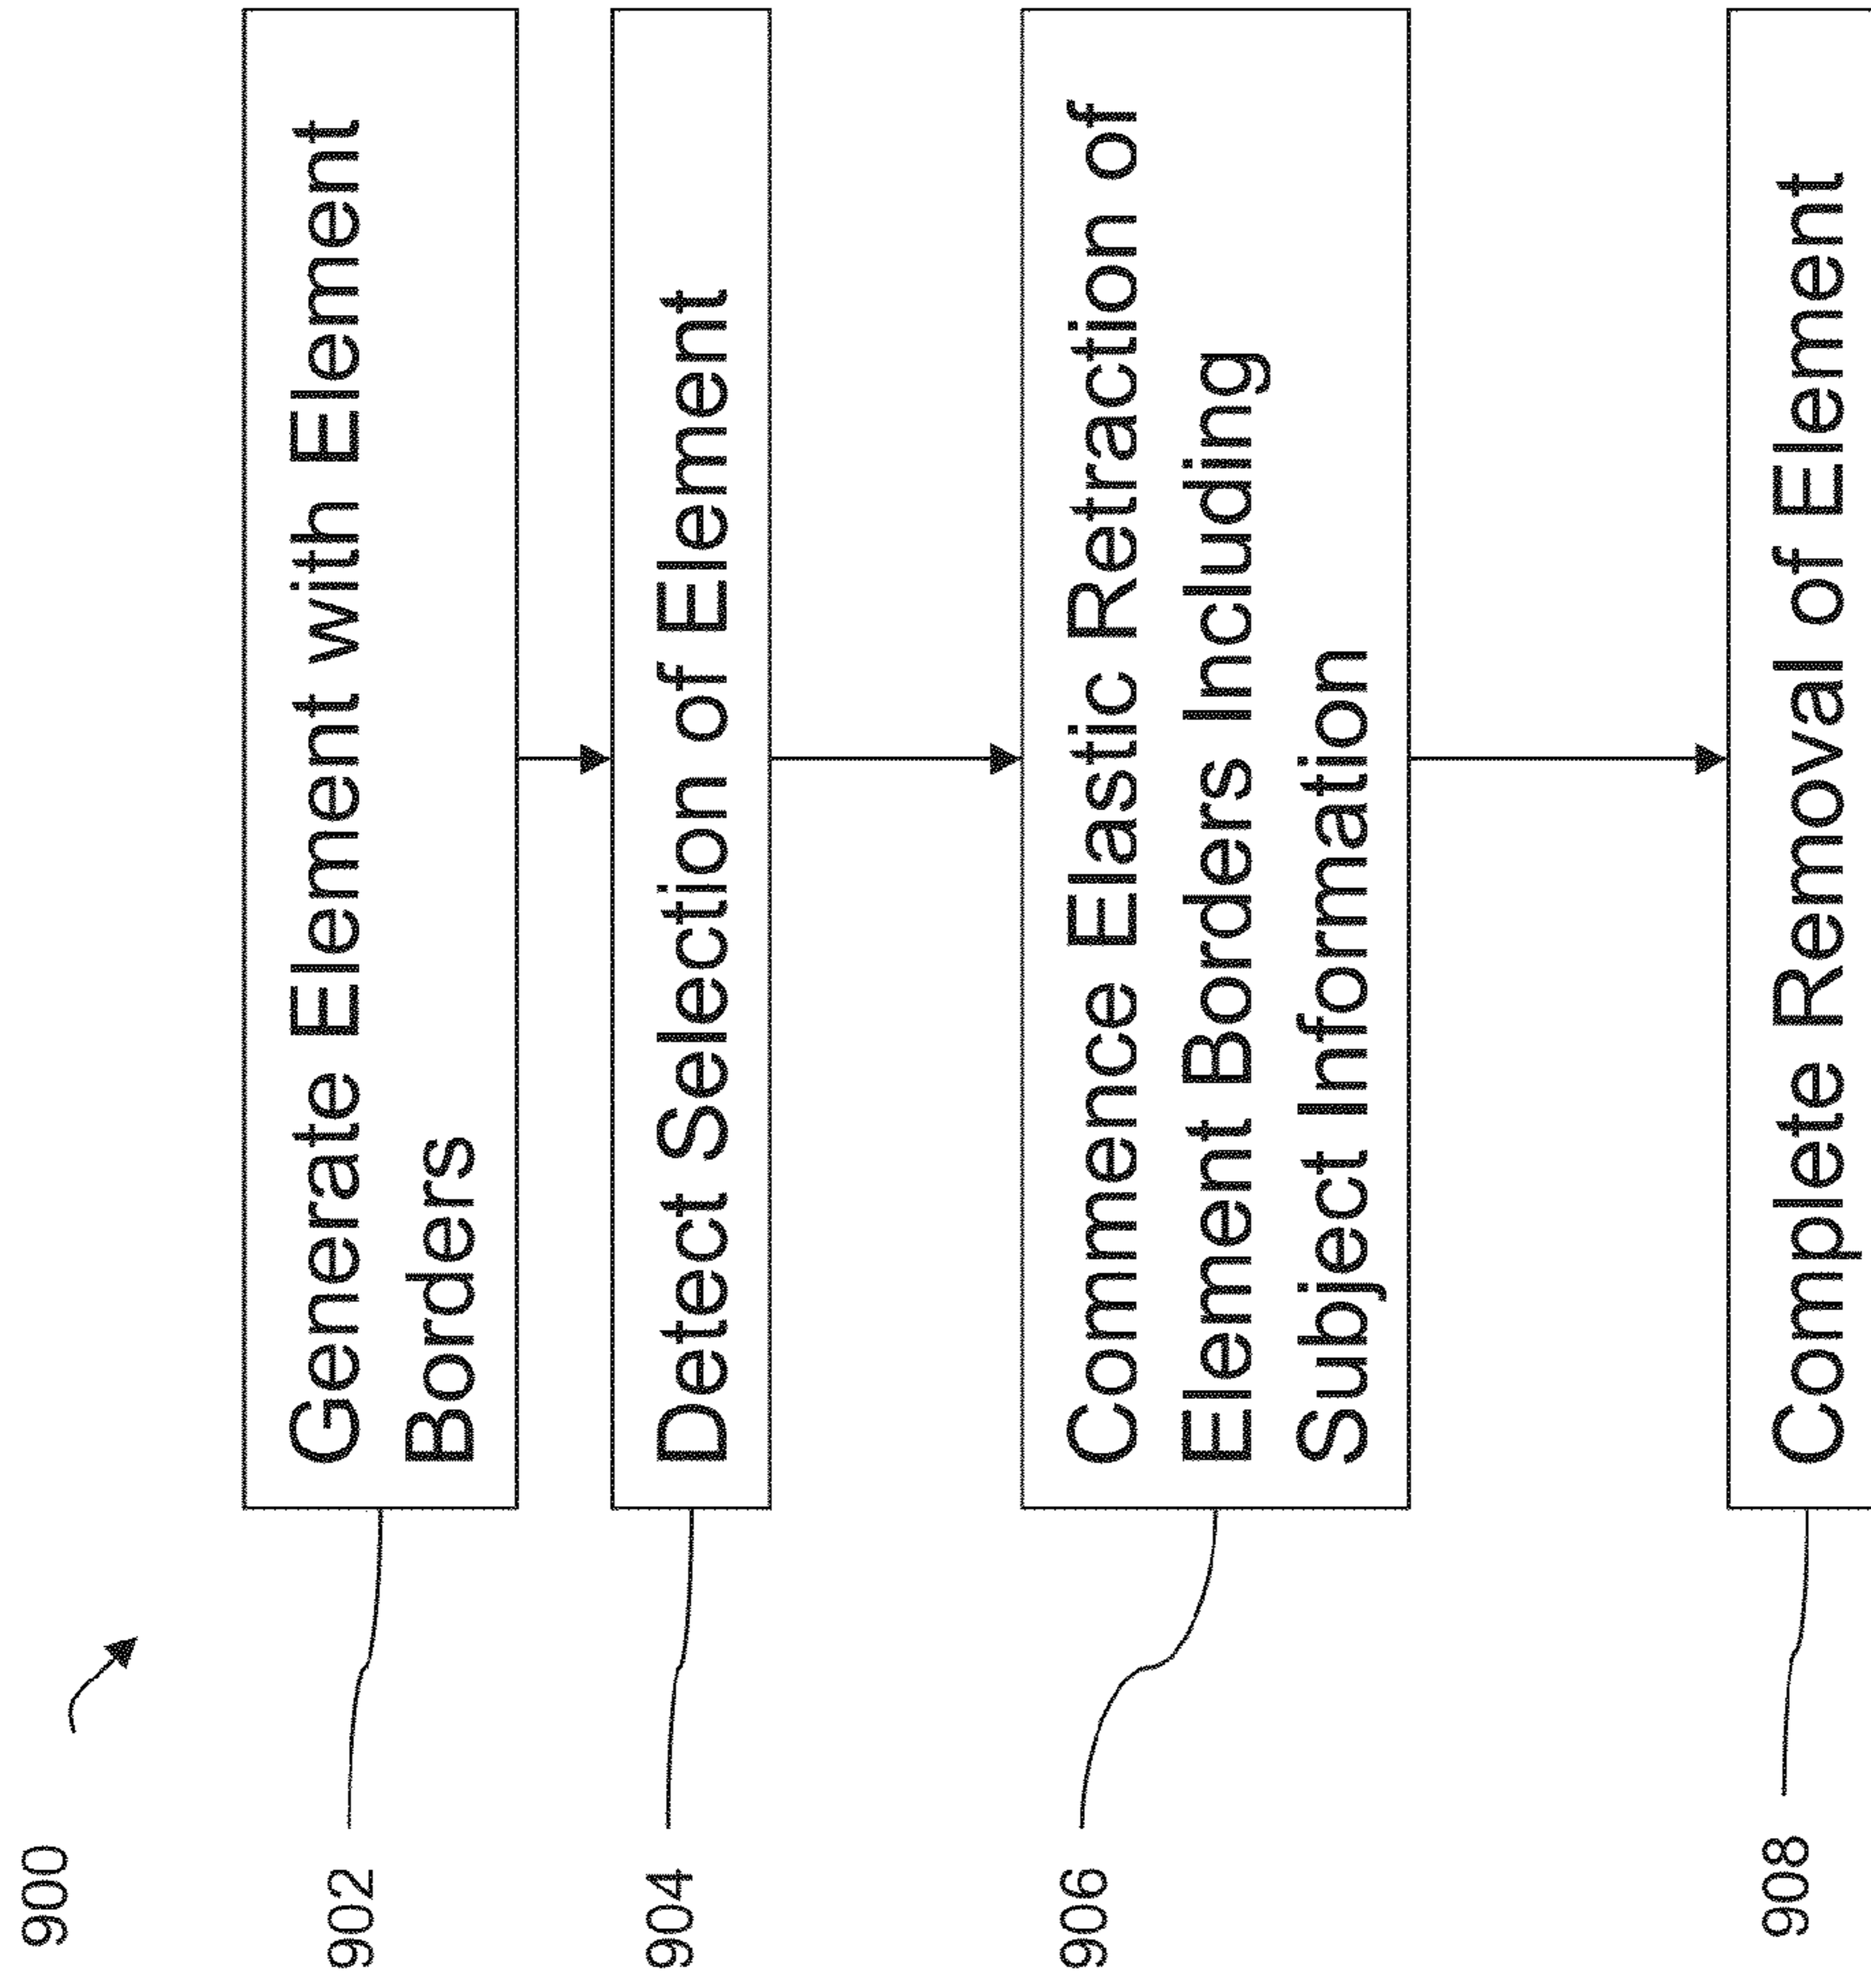 900
902
Generate Element with Element
Borders
904
Detect Selection of Element
906
Commence Elastic Retraction of
Element Borders Including
Subject Information
908
Complete Removal of Element